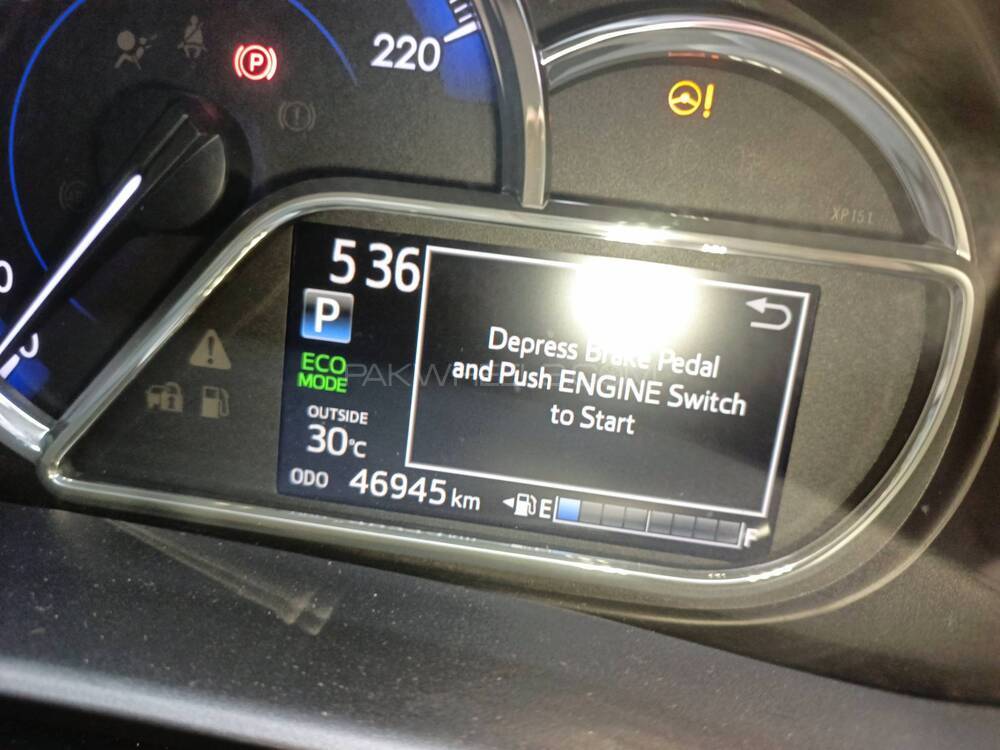 220
P
XP151
5 36
P
Depress Brake Pedal
and Push ENGINE Switch
to Start
ECO
MODE
PAKWHEELS
OUTSIDE
30°C
ODO 46945 km
E
F